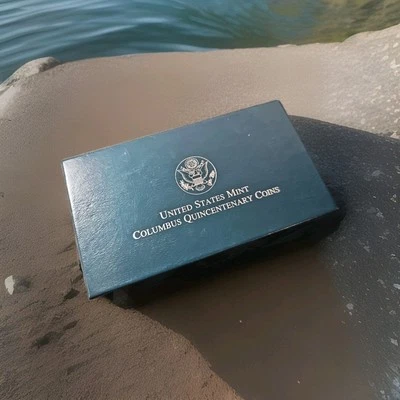 United States Mint
Columbus Quincentenary Coins